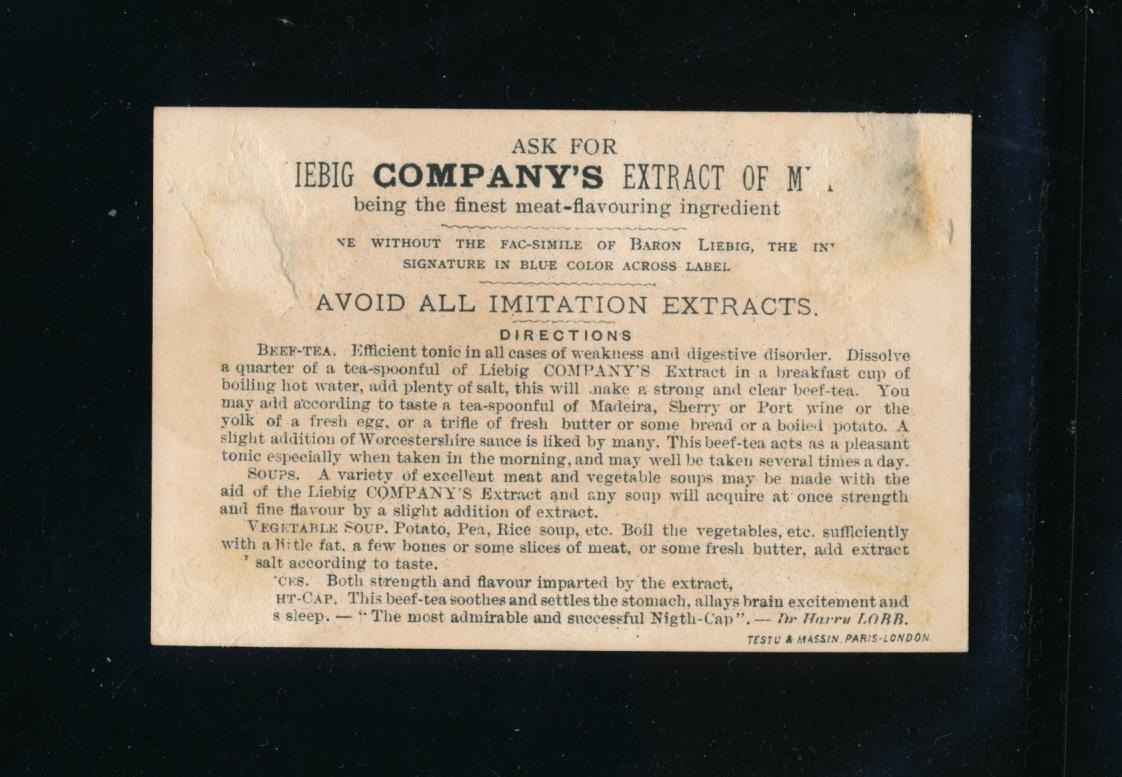 ASK FOR
IEBIG COMPANY'S EXTRACT OF M
being the finest meat-flavouring ingredient
WITHOUT THE FAC-SIMILE OF BARON LIEBIG, THE
SIGNATURE IN BLUE COLOR ACROSS LABEL
AVOID ALL IMITATION EXTRACTS.
DIRECTIONS
BEEF-TEA. Efficient tonic in all cases of weakness and digestive disorder. Dissolve
a quarter of a tea-spoonful of Liebig COMPANY'S Extract in a breakfast cup of
boiling hot water, add plenty of salt, this will make a strong and clear beef-tea. You
may add according to taste a tea-spoonful of Madeira, Sherry or Port wine or the
yolk of a fresh egg, or a trifle of fresh butter or some bread or a boiled potato. A
slight addition of Worcestershire sauce is liked by many. This beef-tea acts as a pleasant
tonic especially when taken in the morning, and may well be taken several times a day.
SOUPS. A variety of excellent meat and vegetable soups may be made with the
aid of the Liebig COMPANY'S Extract and any soup will acquire at once strength
and fine flavour by a slight addition of extract.
VEGETABLE SOUP. Potato, Pea, Rice soup, etc. Boil the vegetables, etc. sufficiently
with a little fat, a few bones or some slices of meat, or some fresh butter, add extract
salt according to taste.
CES. Both strength and flavour imparted by the extract,
HT-CAP. This beef-tea soothes and settles the stomach, allays brain excitement and
s sleep. — "The most admirable and successful Nigth-Cap". — Dr Harry LOBB.
TESTU & MASSIN. PARIS-LONDON.